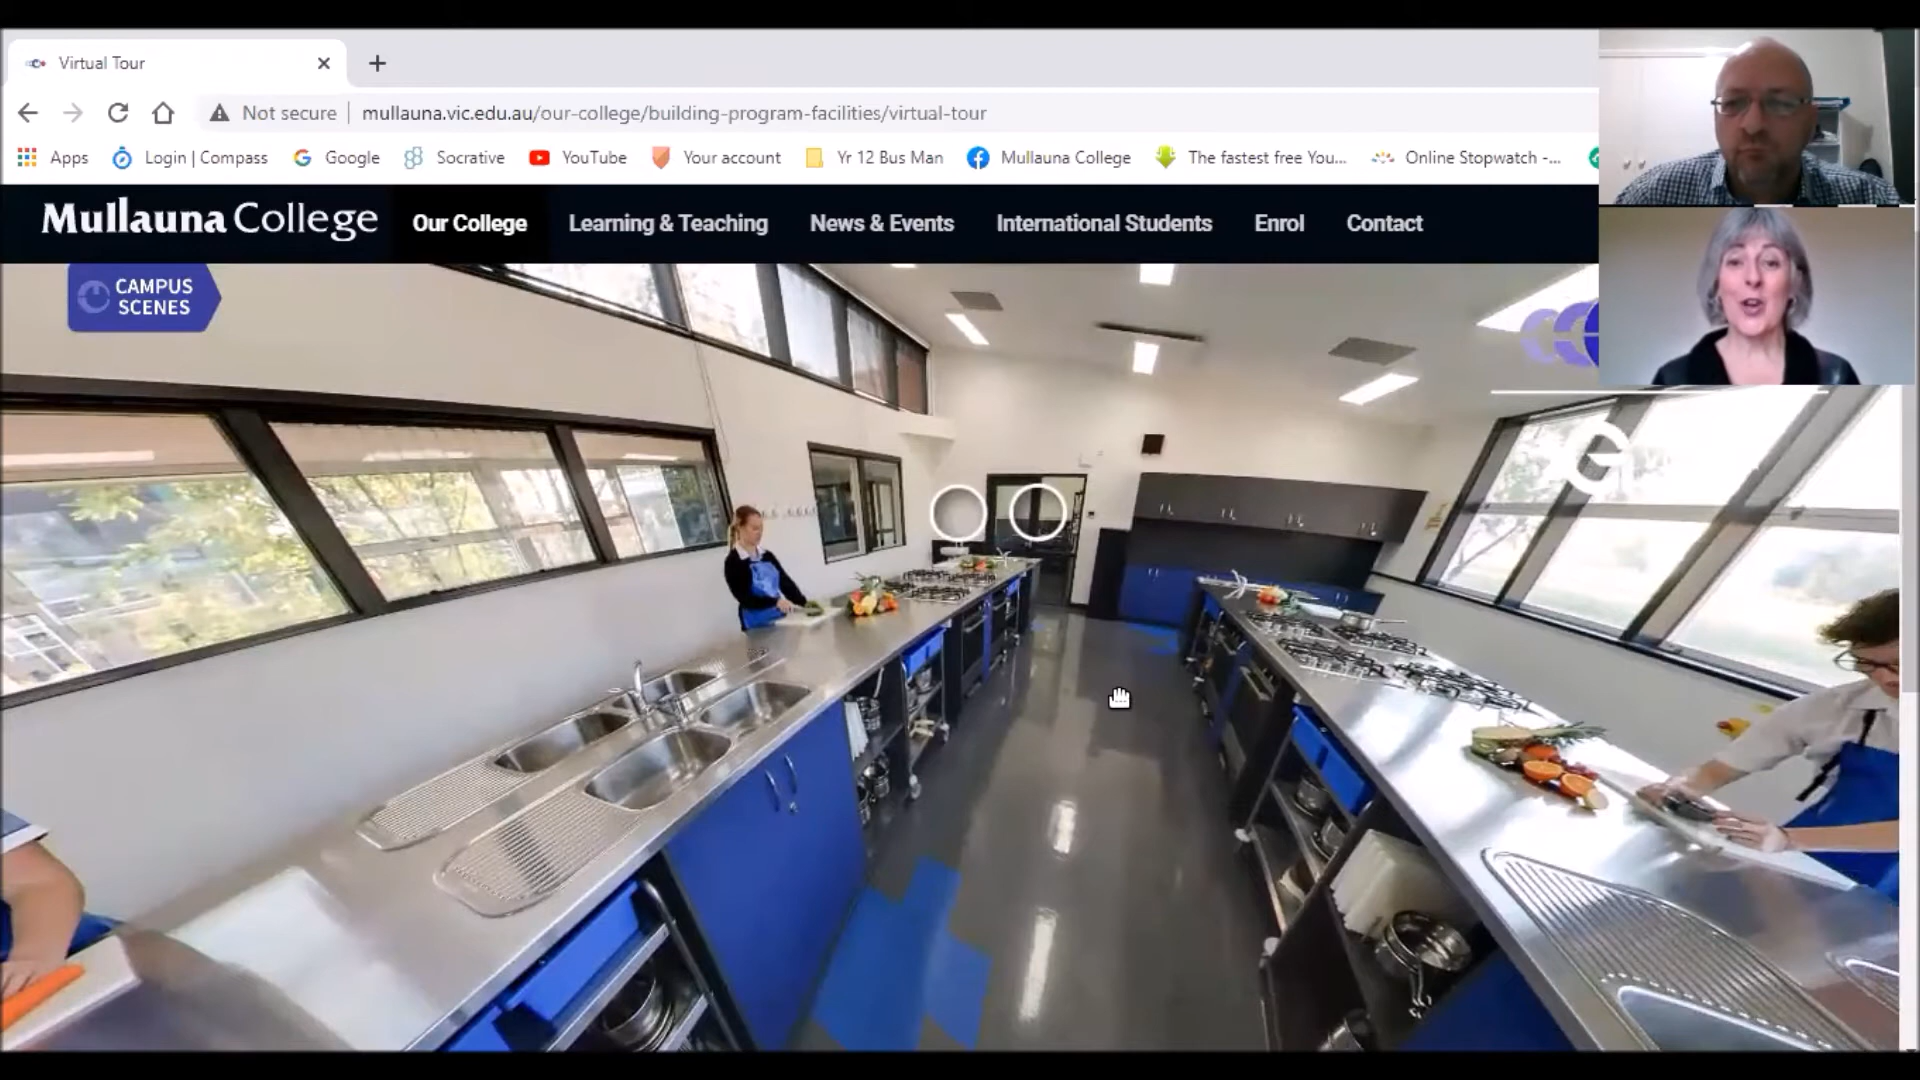 Virtual Tour
Not secure mullauna.vic.edu.au/our-college/building-program-facilities/virtual-tour
Apps Login | Compass Google Socrative YouTube Your account Yr 12 Bus Man Mullauna College The fastest free You... Online Stopwatch -...
Mullauna College Our College Learning & Teaching News & Events International Students Enrol Contact
CAMPUS
SCENES